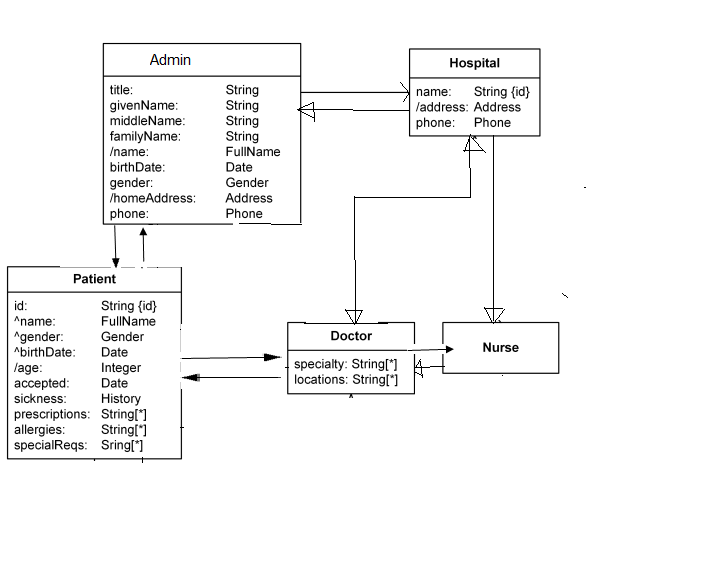 Admin
title: String
givenName: String
middleName: String
familyName: String
/name: FullName
birthDate: Date
gender: Gender
/homeAddress: Address
phone: Phone
Hospital
name: String {id}
/address: Address
phone: Phone
Patient
id: String {id}
^name: FullName
^gender: Gender
^birthDate: Date
/age: Integer
accepted: Date
sickness: History
prescriptions: String[*]
allergies: String[*]
specialReqs: Sring[*]
Doctor
specialty: String[*]
locations: String[*]
Nurse